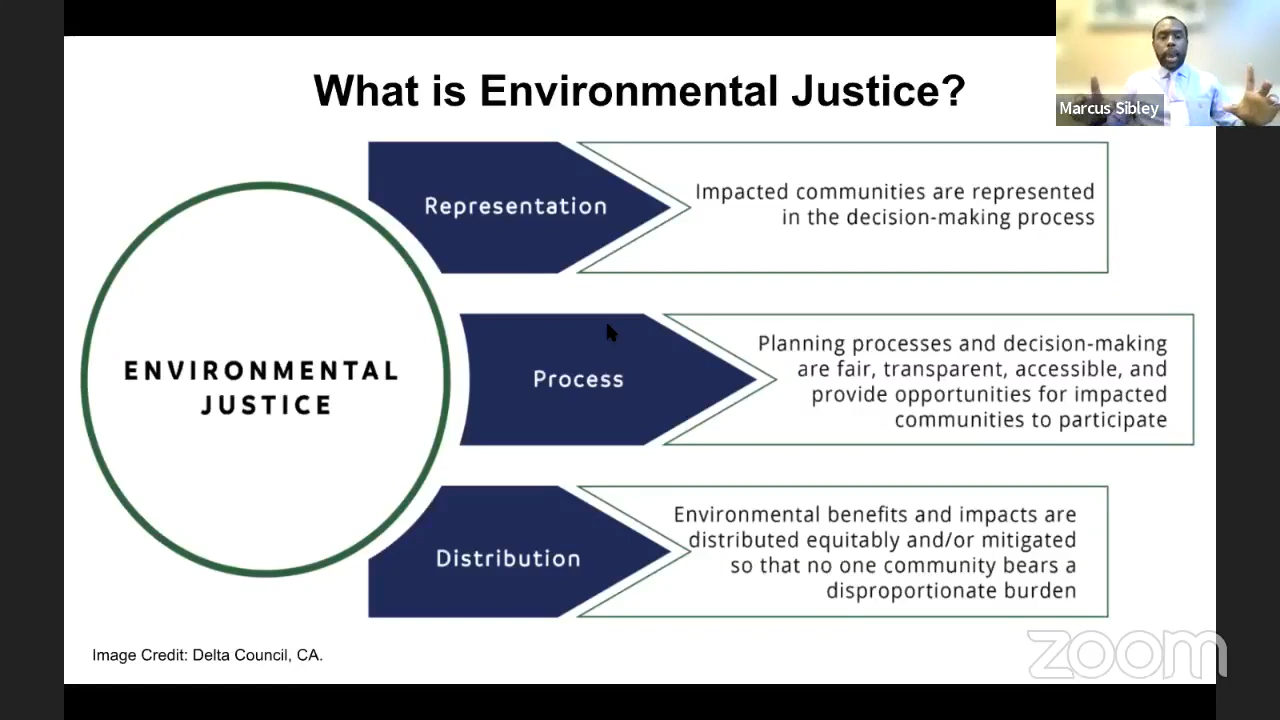 What is Environmental Justice?
Marcus Sibley
ENVIRONMENTAL
JUSTICE
Representation
Impacted communities are represented
in the decision-making process
Process
Planning processes and decision-making
are fair, transparent, accessible, and
provide opportunities for impacted
communities to participate
Distribution
Environmental benefits and impacts are
distributed equitably and/or mitigated
so that no one community bears a
disproportionate burden
Image Credit: Delta Council, CA.
zoom